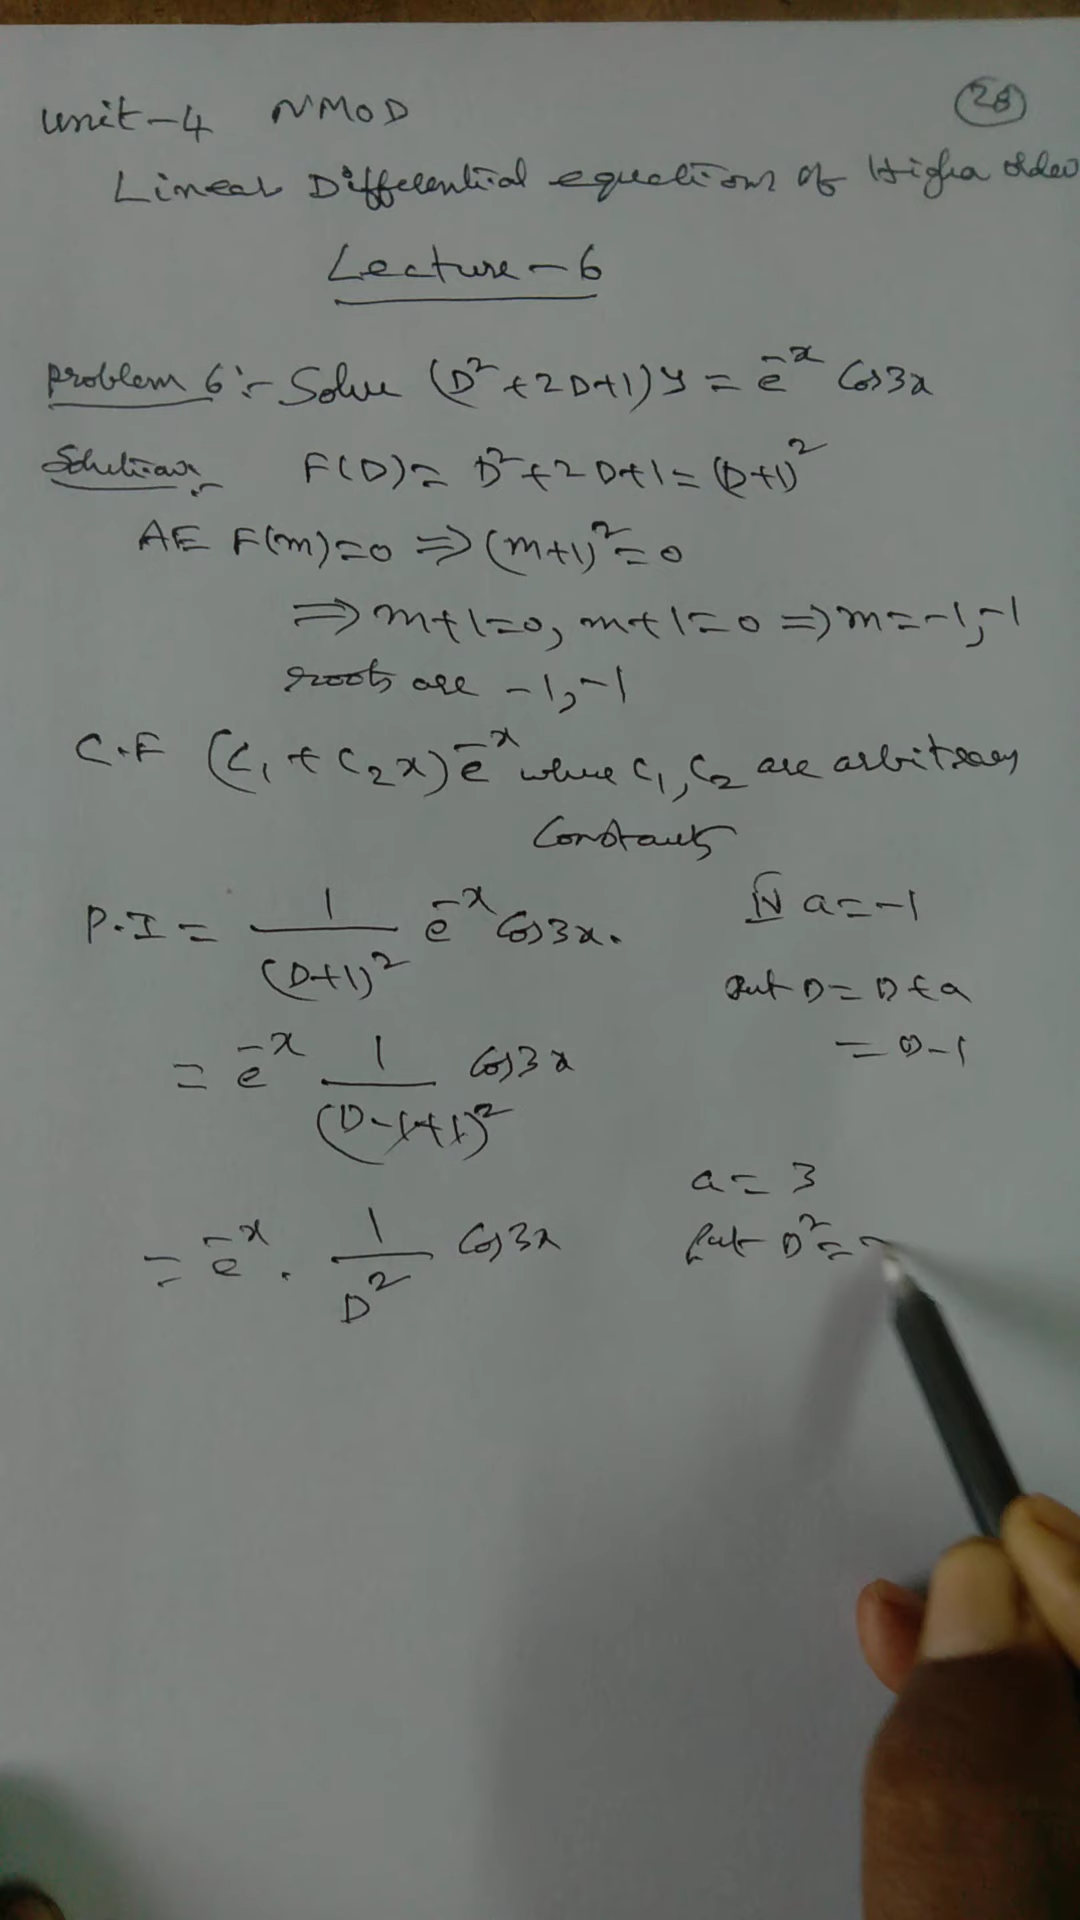 28
Unit-4 NMOD
Linear Differential equations of Higher order
Lecture-6
Problem 6:- Solve (D²+2D+1)y = e⁻ˣ Cos3x
Solution:- F(D) = D²+2D+1 = (D+1)²
AE F(m)=0 ⇒ (m+1)²=0
⇒ m+1=0, m+1=0 ⇒ m=-1,-1
roots are -1,-1
C.F (C₁ + C₂x) e⁻ˣ where C₁, C₂ are arbitrary
Constants
P.I = 1/(D+1)² e⁻ˣ Cos3x. IV a=-1
Put D = D+a
= D-1
= e⁻ˣ 1/(D-1+1)² Cos3x
a = 3
= e⁻ˣ . 1/D² Cos3x Put D² = -